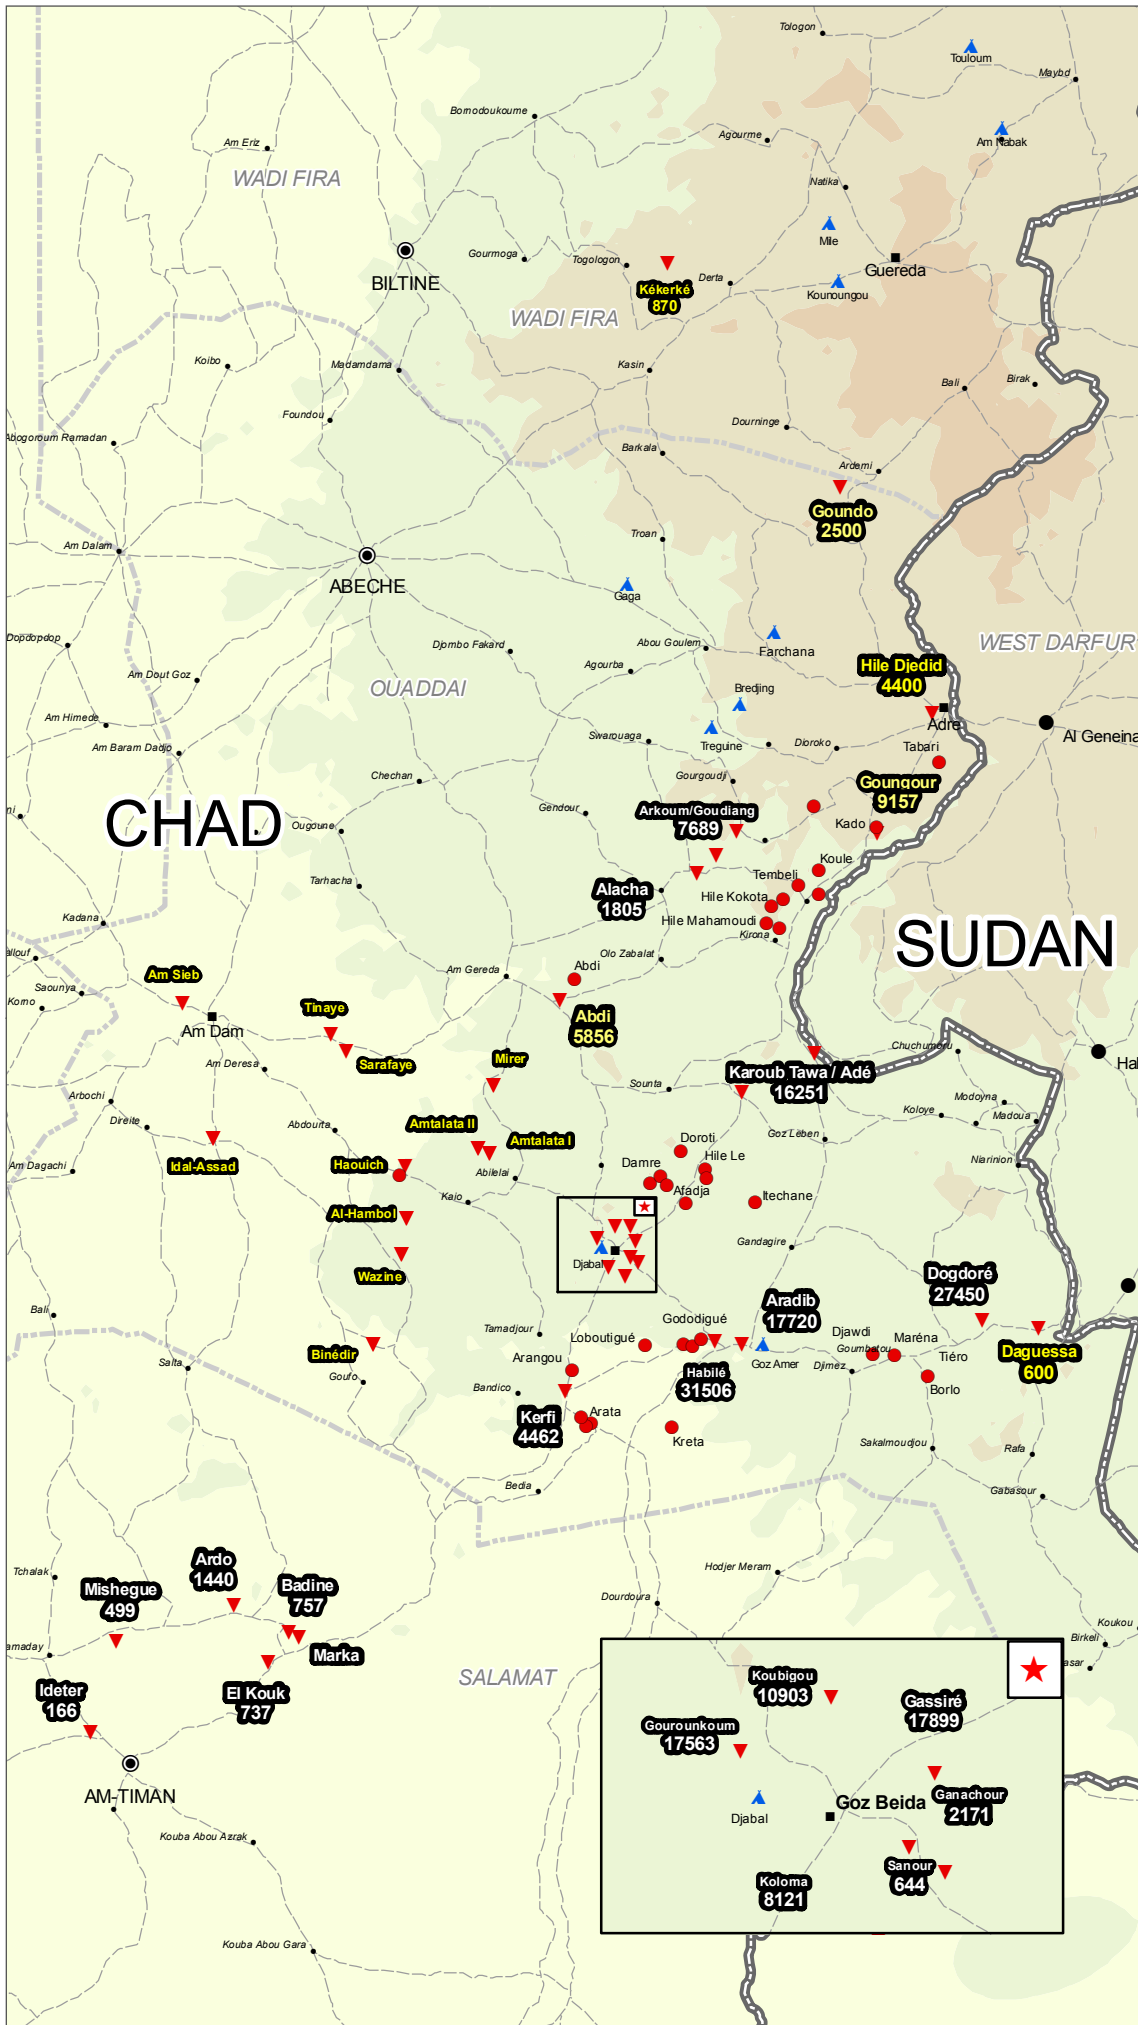 Tologon
Touloum
Maybd
Bornodoukoume
Agourme
Am Nabak
Am Eriz
WADI FIRA
Natika
Mile
Gourmoga
Togologon
Guereda
BILTINE
Kékerké
870
Derta
Kounoungou
WADI FIRA
Koibo
Madamdama
Kasin
Bali
Birak
Foundou
Dourninge
Abogoroum Ramadan
Barkala
Ardemi
Goundo
2500
Am Dalam
Troan
ABECHE
Gaga
Dopdopdop
Djombo Fakard
Abou Goulem
Farchana
WEST DARFUR
Am Dout Goz
Agourba
Hile Djedid
4400
OUADDAI
Bredjing
Am Himede
Adre
Al Geneina
Am Baram Dadjo
Swarouaga
Treguine
Dioroko
Tabari
Chechan
Gourgoudji
Goungour
9157
CHAD
Gendour
Arkoum/Goudiang
7689
Ougoune
Kado
Koule
Tarhacha
Tembeli
Alacha
1805
Hile Kokota
Kadana
Hile Mahamoudi
Kirona
SUDAN
Olo Zabalat
Am Gereda
Abdi
Am Sieb
Saounya
Komo
Tinaye
Abdi
5856
Am Dam
Sarafaye
Mirer
Chuchumoru
Am Deresa
Karoub Tawa / Adé
16251
Arbochi
Sounta
Modoyna
Koloye
Madoua
Direite
Abdourta
Amtalata II
Amtalata I
Goz Leben
Doroti
Am Dagachi
Idal-Assad
Haouich
Abilelai
Damre
Hile Le
Niarinion
Kaio
Afadja
Itechane
Al-Hambol
Gandagire
Djabal
Wazine
Dogdoré
27450
Bali
Aradib
17720
Tamadjour
Gododigué
Loboutigué
Djawdi
Maréna
Goumbatou
Binédir
Salta
Goz Amer
Tiéro
Daguessa
600
Arangou
Djimez
Goufo
Habilé
31506
Bandico
Borlo
Kerfi
4462
Arata
Kreta
Sakalmoudjou
Rafa
Bedia
Gabasour
Ardo
1440
Hodjer Meram
Tchalak
Mishegue
499
Badine
757
Dourdoura
Koukou
Birkeli
Marka
SALAMAT
Koubigou
10903
Ideter
166
El Kouk
737
Gassiré
17899
Gourounkoum
17563
Ganachour
2171
AM-TIMAN
Djabal
Goz Beida
Kouba Abou Azrak
Sanour
644
Koloma
8121
Kouba Abou Gara